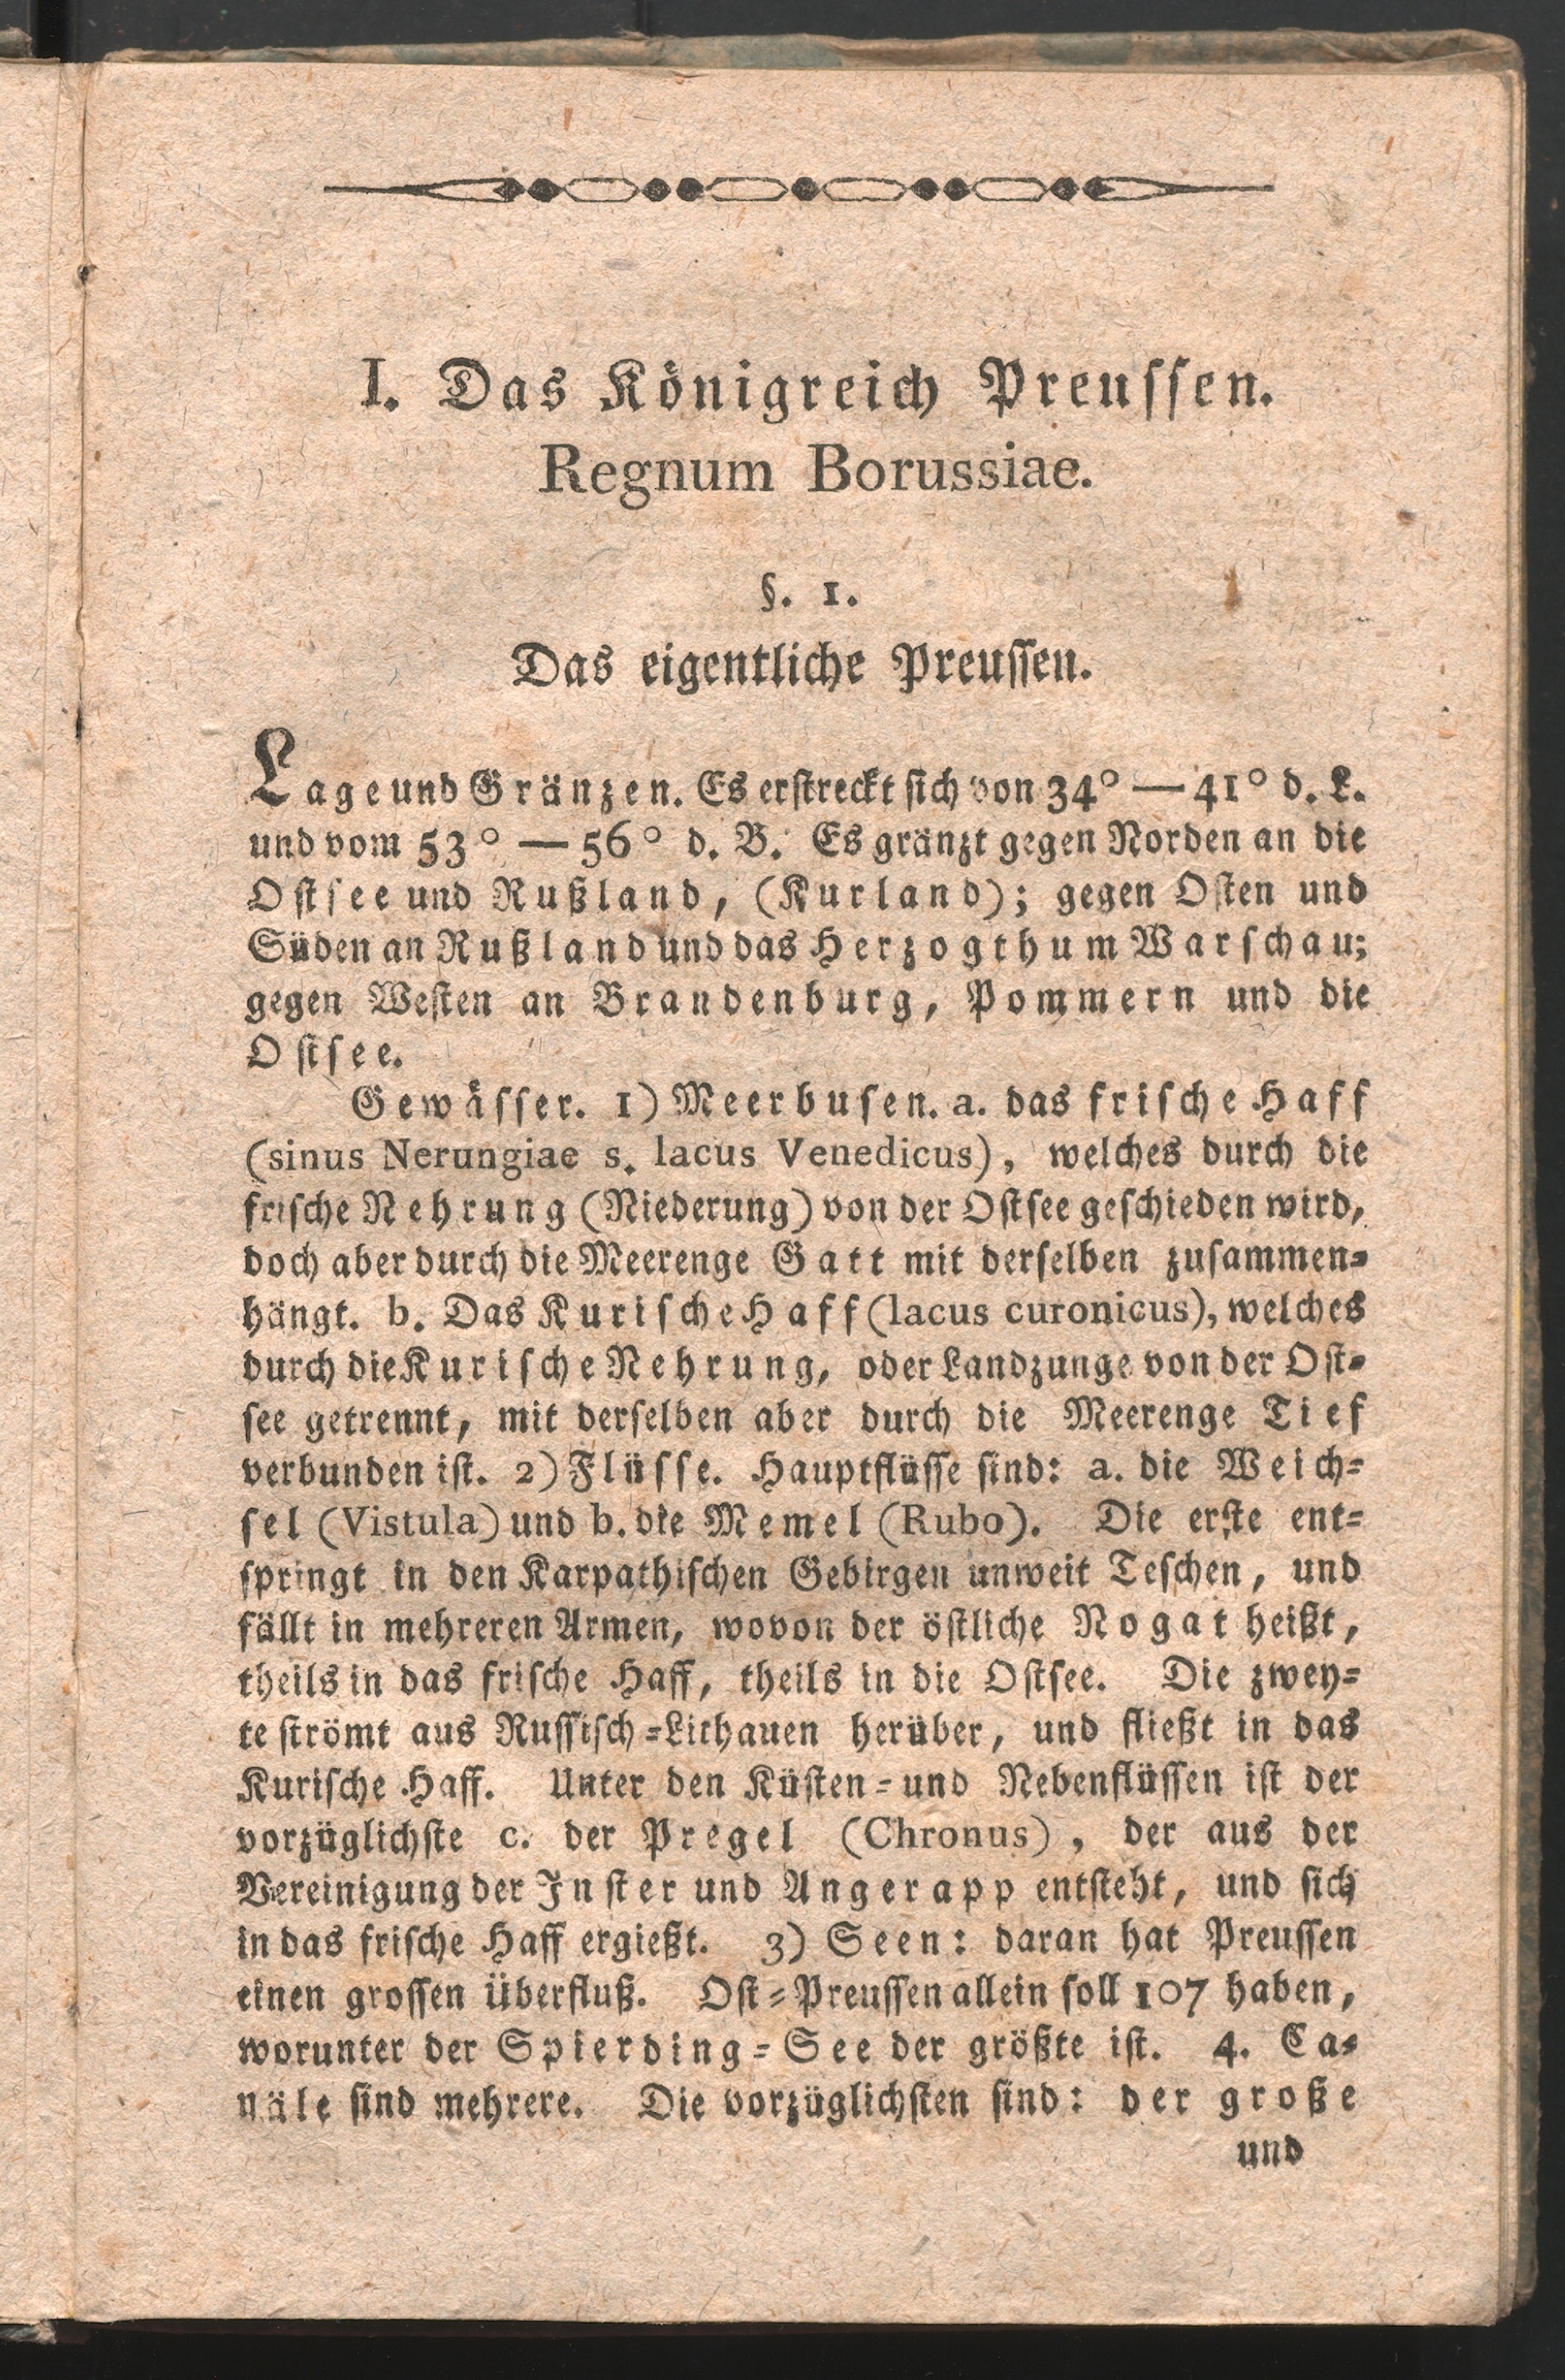 I. Das Königreich Preussen.
Regnum Borussiae.
§. 1.
Das eigentliche Preussen.
Lage und Gränzen. Es erstreckt sich von 34° — 41° d. L.
und vom 53° — 56° d. B. Es gränzt gegen Norden an die
Ostsee und Rußland, (Kurland); gegen Osten und
Süden an Rußland und das Herzogthum Warschau;
gegen Westen an Brandenburg, Pommern und die
Ostsee.
Gewässer. 1) Meerbusen. a. das frische Haff
(sinus Nerungiae s. lacus Venedicus), welches durch die
frische Nehrung (Niederung) von der Ostsee geschieden wird,
doch aber durch die Meerenge Gatt mit derselben zusammen-
hängt. b. Das Kurische Haff (lacus curonicus), welches
durch die Kurische Nehrung, oder Landzunge von der Ost-
see getrennt, mit derselben aber durch die Meerenge Tief
verbunden ist. 2) Flüsse. Hauptflüsse sind: a. die Weich-
sel (Vistula) und b. die Memel (Rubo). Die erste ent-
springt in den Karpathischen Gebirgen unweit Teschen, und
fällt in mehreren Armen, wovon der östliche Nogat heißt,
theils in das frische Haff, theils in die Ostsee. Die zwey-
te strömt aus Russisch-Lithauen herüber, und fließt in das
Kurische Haff. Unter den Küsten- und Nebenflüssen ist der
vorzüglichste c. der Pregel (Chronus), der aus der
Vereinigung der Inster und Angerapp entsteht, und sich
in das frische Haff ergießt. 3) Seen: daran hat Preussen
einen grossen Überfluß. Ost-Preussen allein soll 107 haben,
worunter der Spierding-See der größte ist. 4. Ca-
näle sind mehrere. Die vorzüglichsten sind: der große
und